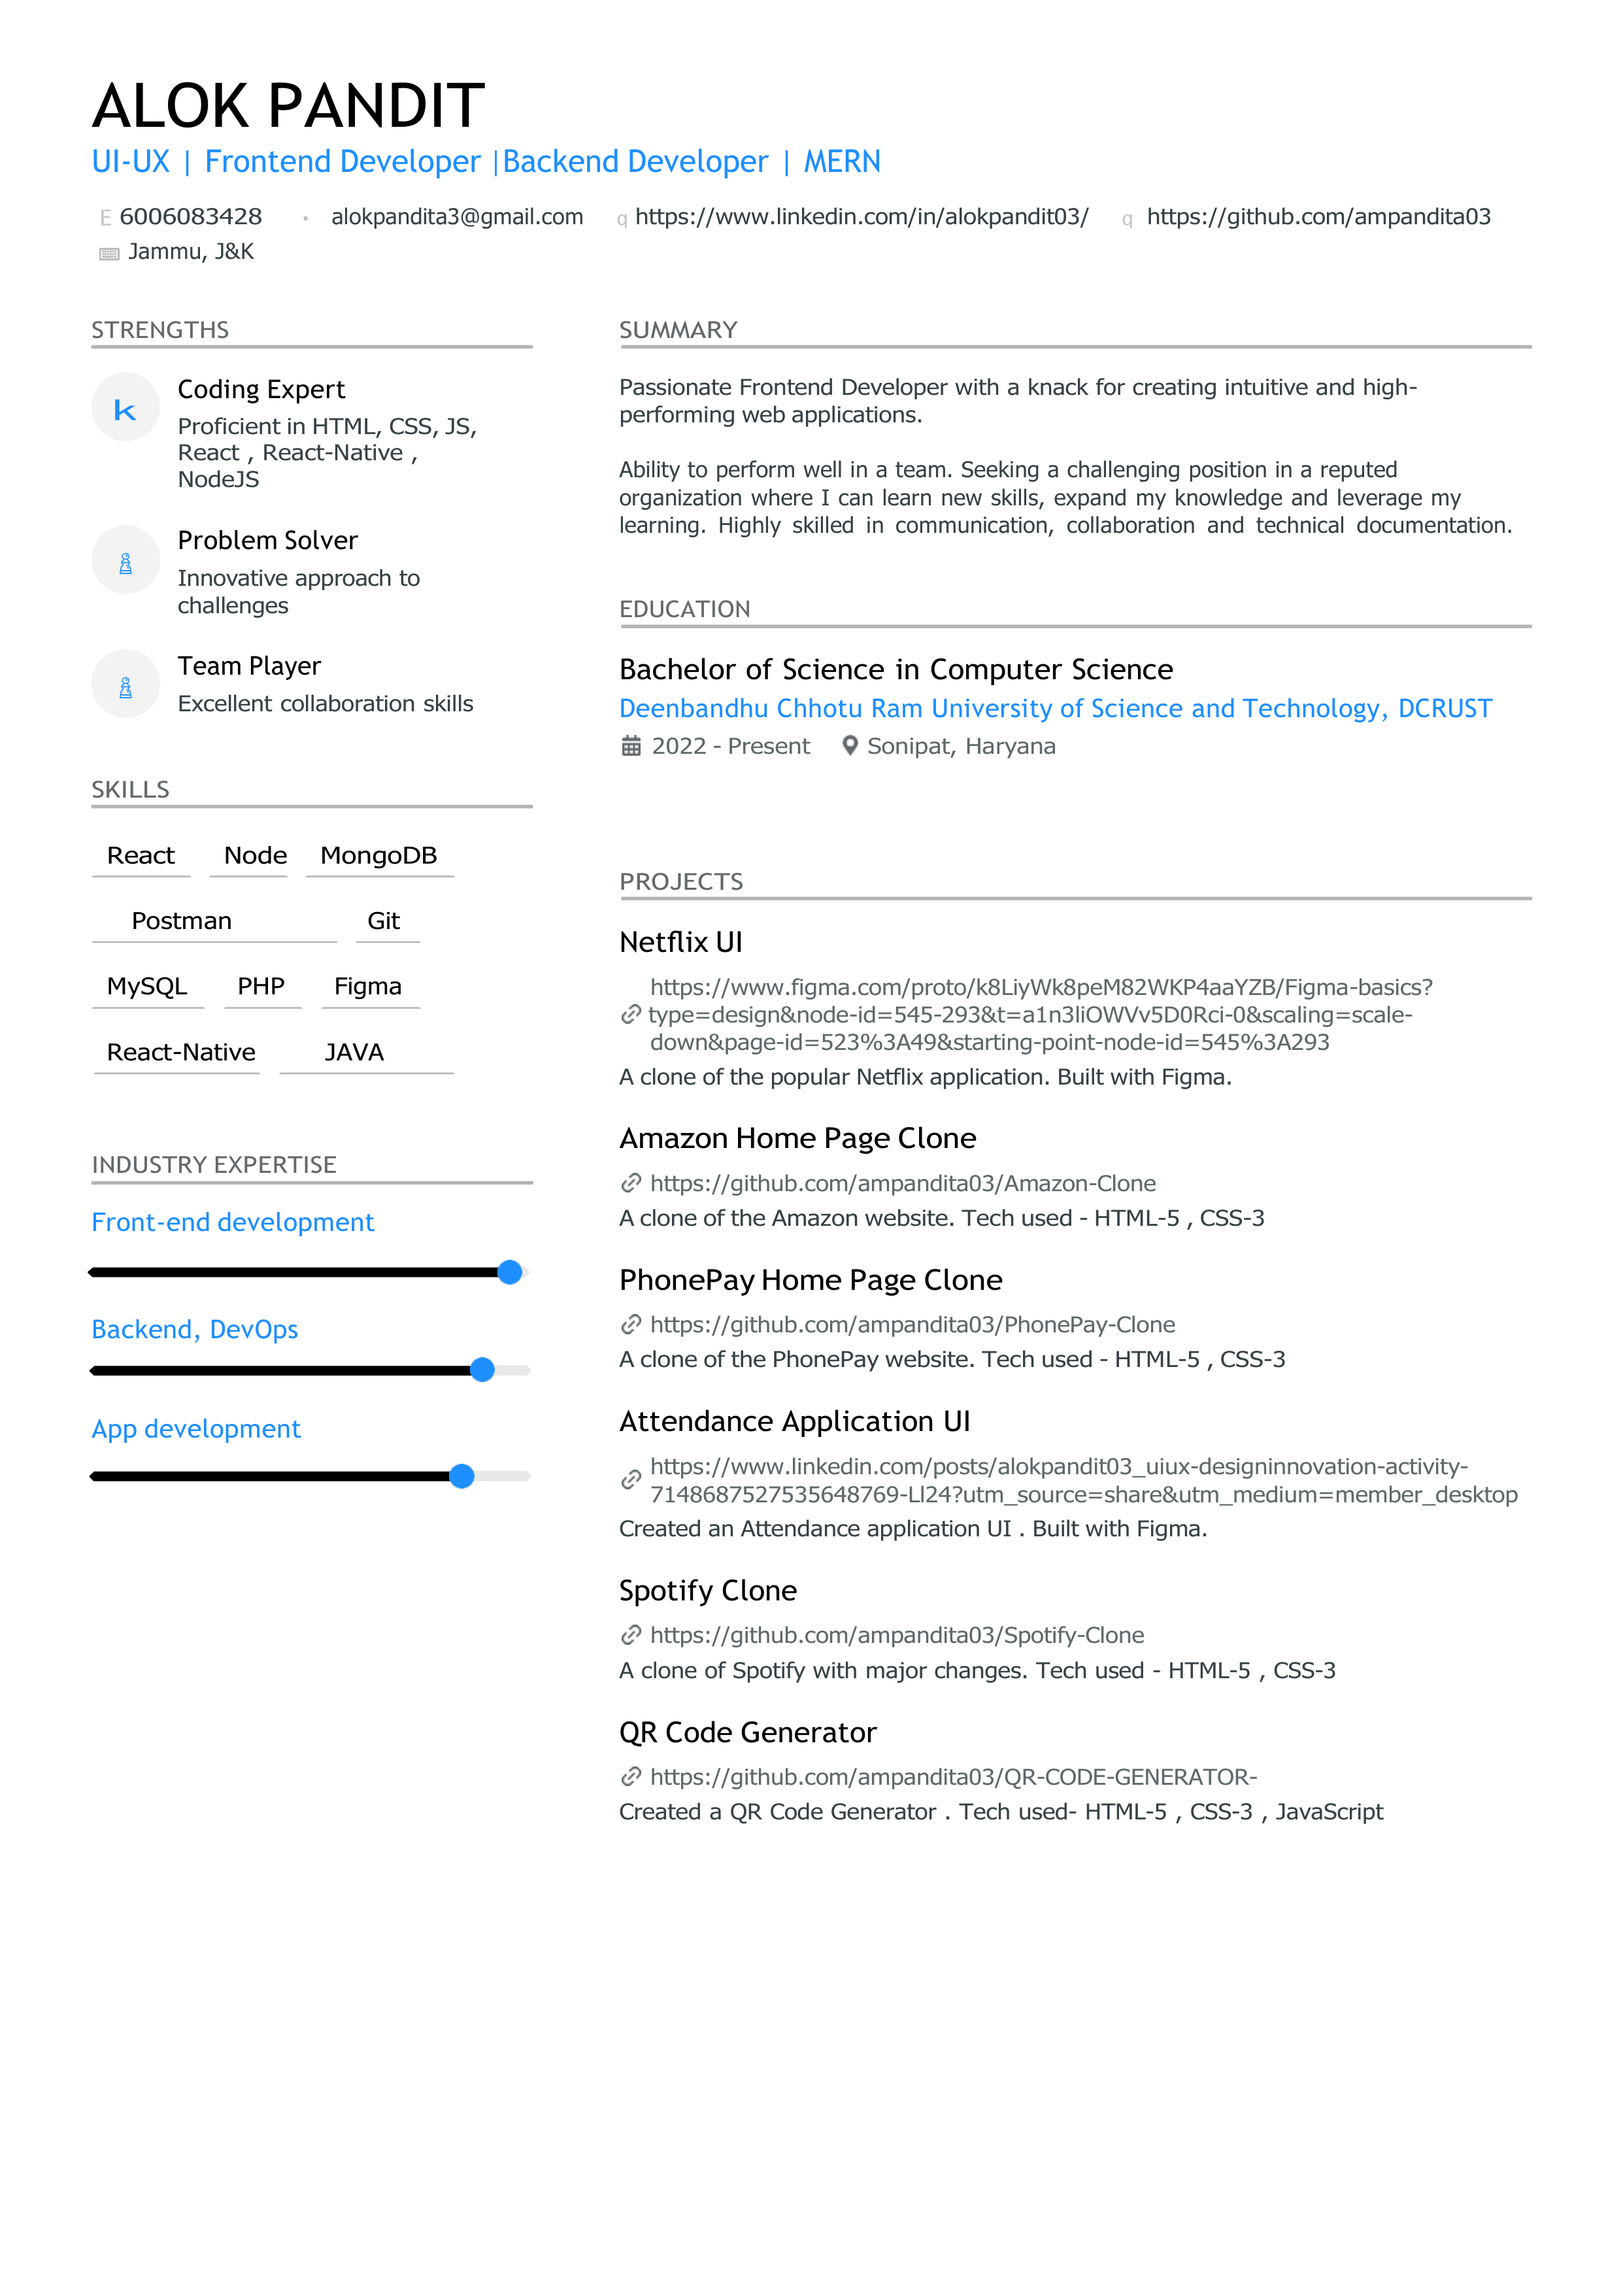 ALOK PANDIT
UI-UX | Frontend Developer |Backend Developer | MERN
E 6006083428 • alokpandita3@gmail.com q https://www.linkedin.com/in/alokpandit03/ q https://github.com/ampandita03
Jammu, J&K
STRENGTHS
k
Coding Expert
Proficient in HTML, CSS, JS,
React , React-Native ,
NodeJS
Problem Solver
Innovative approach to
challenges
Team Player
Excellent collaboration skills
SKILLS
React Node MongoDB
Postman Git
MySQL PHP Figma
React-Native JAVA
INDUSTRY EXPERTISE
Front-end development
Backend, DevOps
App development
SUMMARY
Passionate Frontend Developer with a knack for creating intuitive and high-
performing web applications.
Ability to perform well in a team. Seeking a challenging position in a reputed
organization where I can learn new skills, expand my knowledge and leverage my
learning. Highly skilled in communication, collaboration and technical documentation.
EDUCATION
Bachelor of Science in Computer Science
Deenbandhu Chhotu Ram University of Science and Technology, DCRUST
2022 - Present Sonipat, Haryana
PROJECTS
Netflix UI
https://www.figma.com/proto/k8LiyWk8peM82WKP4aaYZB/Figma-basics?
type=design&node-id=545-293&t=a1n3liOWVv5D0Rci-0&scaling=scale-
down&page-id=523%3A49&starting-point-node-id=545%3A293
A clone of the popular Netflix application. Built with Figma.
Amazon Home Page Clone
https://github.com/ampandita03/Amazon-Clone
A clone of the Amazon website. Tech used - HTML-5 , CSS-3
PhonePay Home Page Clone
https://github.com/ampandita03/PhonePay-Clone
A clone of the PhonePay website. Tech used - HTML-5 , CSS-3
Attendance Application UI
https://www.linkedin.com/posts/alokpandit03_uiux-designinnovation-activity-
7148687527535648769-Ll24?utm_source=share&utm_medium=member_desktop
Created an Attendance application UI . Built with Figma.
Spotify Clone
https://github.com/ampandita03/Spotify-Clone
A clone of Spotify with major changes. Tech used - HTML-5 , CSS-3
QR Code Generator
https://github.com/ampandita03/QR-CODE-GENERATOR-
Created a QR Code Generator . Tech used- HTML-5 , CSS-3 , JavaScript